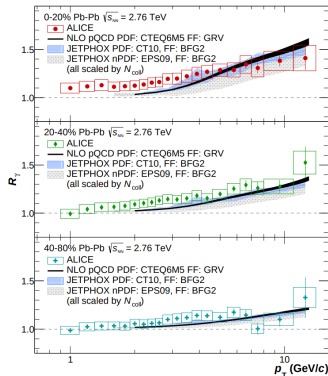 0-20% Pb-Pb √sNN = 2.76 TeV
ALICE
NLO pQCD PDF: CTEQ6M5 FF: GRV
JETPHOX PDF: CT10, FF: BFG2
JETPHOX nPDF: EPS09, FF: BFG2
(all scaled by Ncoll)
1.5
1.0
20-40% Pb-Pb √sNN = 2.76 TeV
ALICE
NLO pQCD PDF: CTEQ6M5 FF: GRV
JETPHOX PDF: CT10, FF: BFG2
JETPHOX nPDF: EPS09, FF: BFG2
(all scaled by Ncoll)
Rγ
1.5
1.0
40-80% Pb-Pb √sNN = 2.76 TeV
ALICE
NLO pQCD PDF: CTEQ6M5 FF: GRV
JETPHOX PDF: CT10, FF: BFG2
JETPHOX nPDF: EPS09, FF: BFG2
(all scaled by Ncoll)
1.5
1.0
1 10
pT (GeV/c)